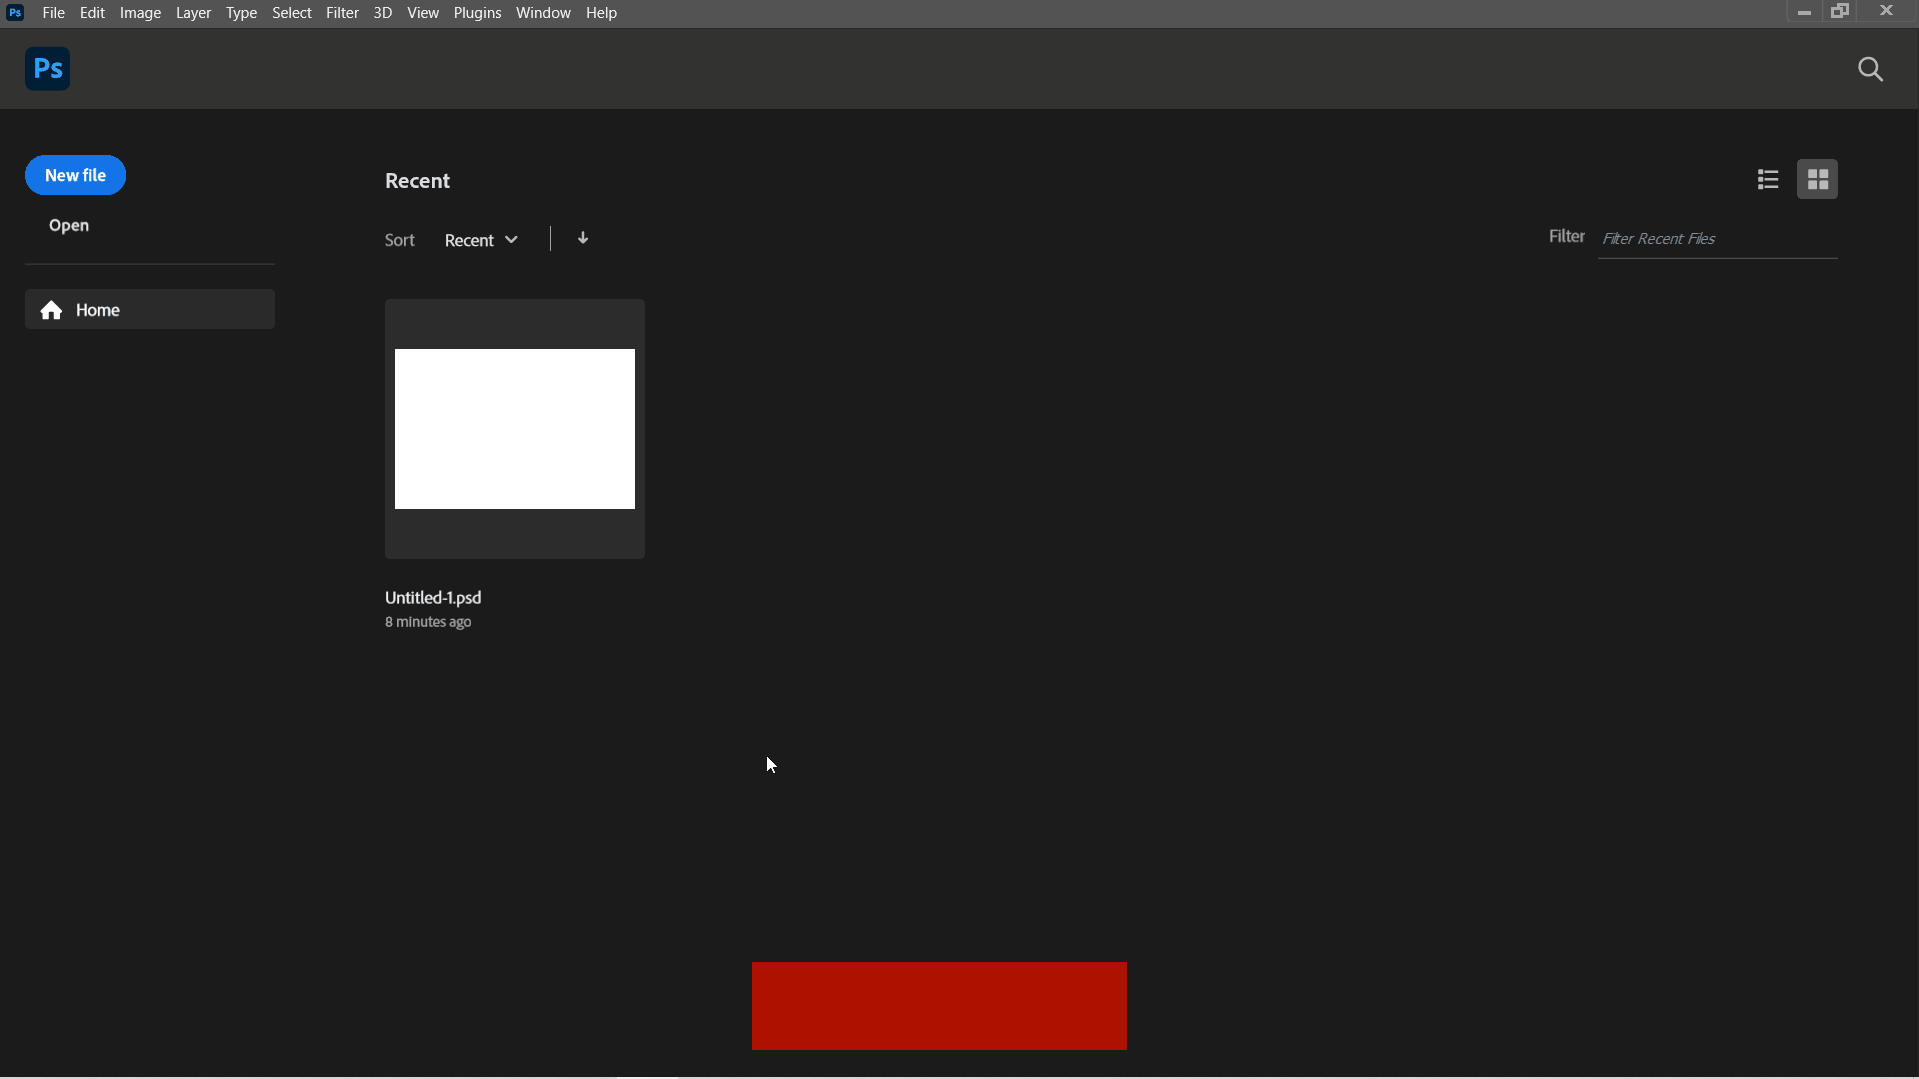 Ps File Edit Image Layer Type Select Filter 3D View Plugins Window Help
Ps
New file
Open
Home
Recent
Sort Recent
Filter Filter Recent Files
Untitled-1.psd
8 minutes ago